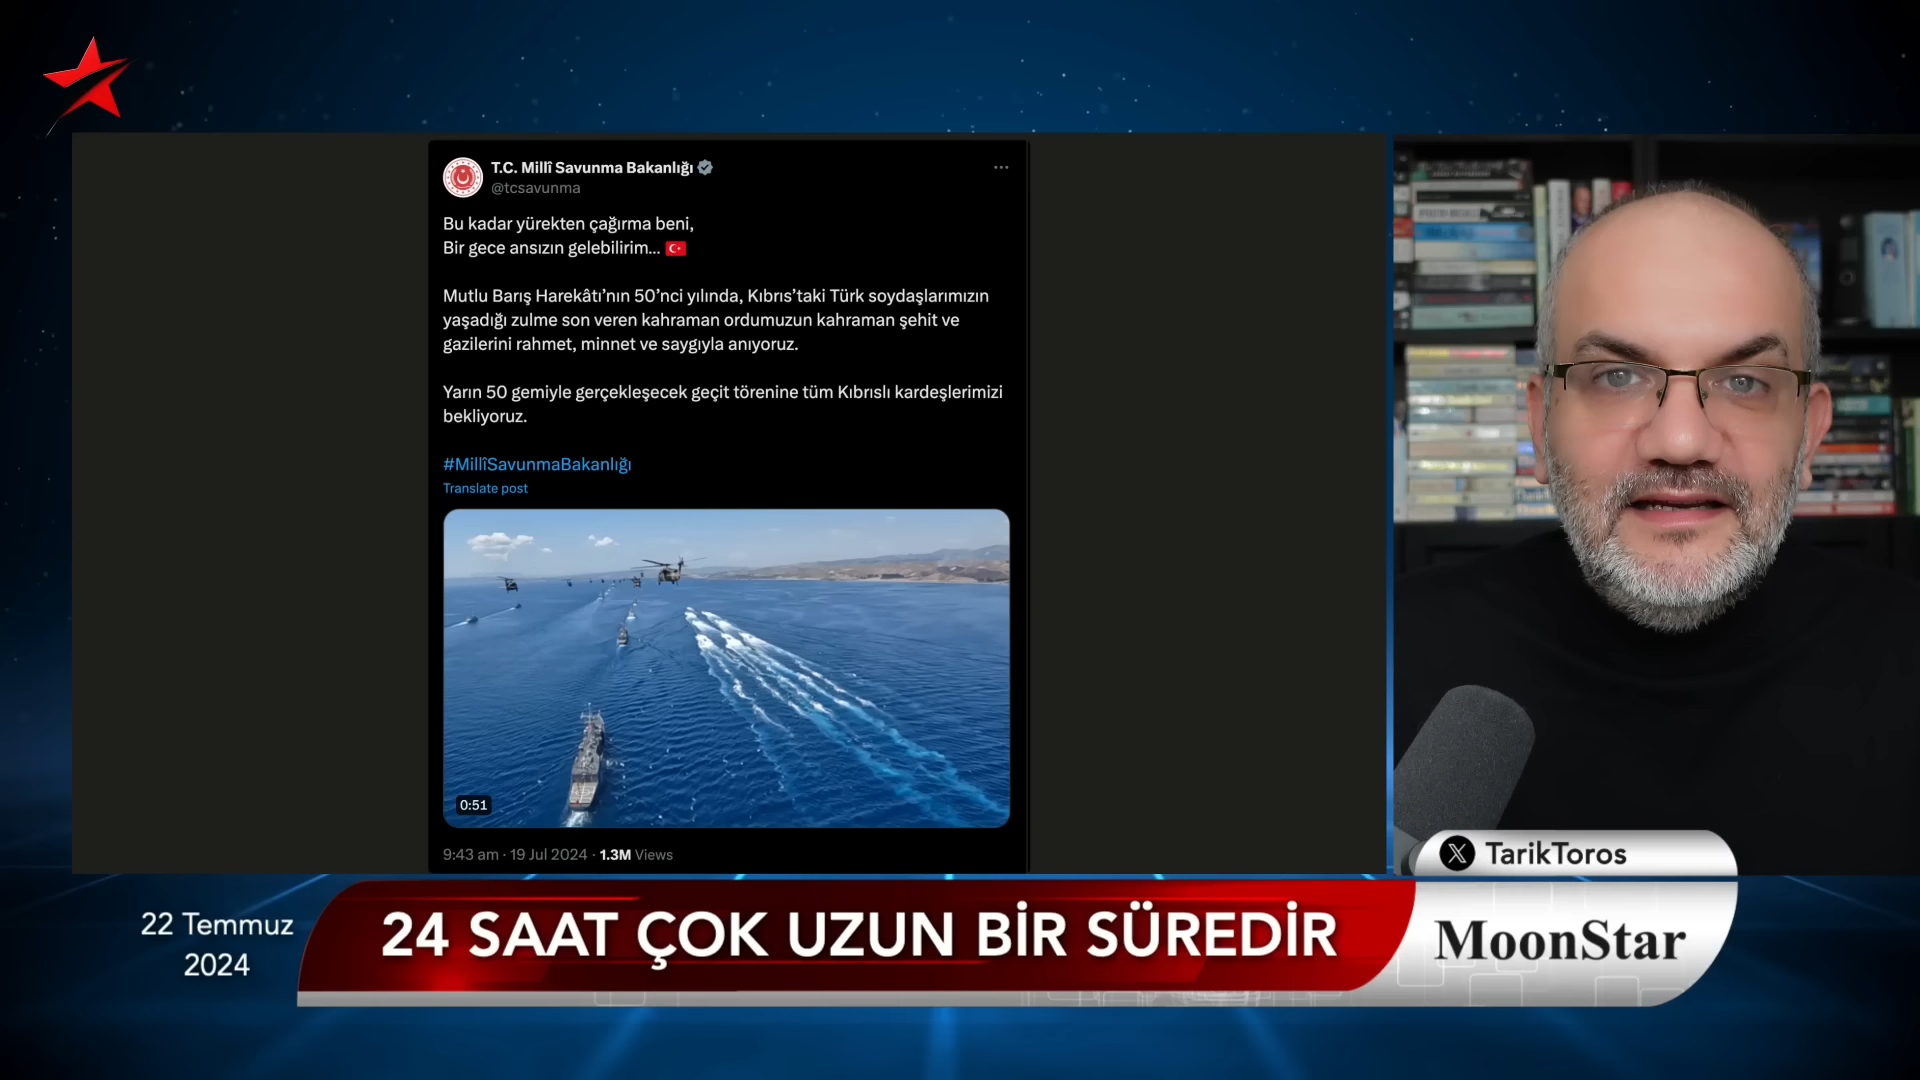 T.C. Millî Savunma Bakanlığı
@tcsavunma
Bu kadar yürekten çağırma beni,
Bir gece ansızın gelebilirim...
Mutlu Barış Harekâtı’nın 50’nci yılında, Kıbrıs’taki Türk soydaşlarımızın
yaşadığı zulme son veren kahraman ordumuzun kahraman şehit ve
gazilerini rahmet, minnet ve saygıyla anıyoruz.
Yarın 50 gemiyle gerçekleşecek geçit törenine tüm Kıbrıslı kardeşlerimizi
bekliyoruz.
#MillîSavunmaBakanlığı
Translate post
0:51
9:43 am · 19 Jul 2024 · 1.3M Views
TarikToros
22 Temmuz
2024
24 SAAT ÇOK UZUN BİR SÜREDİR
MoonStar